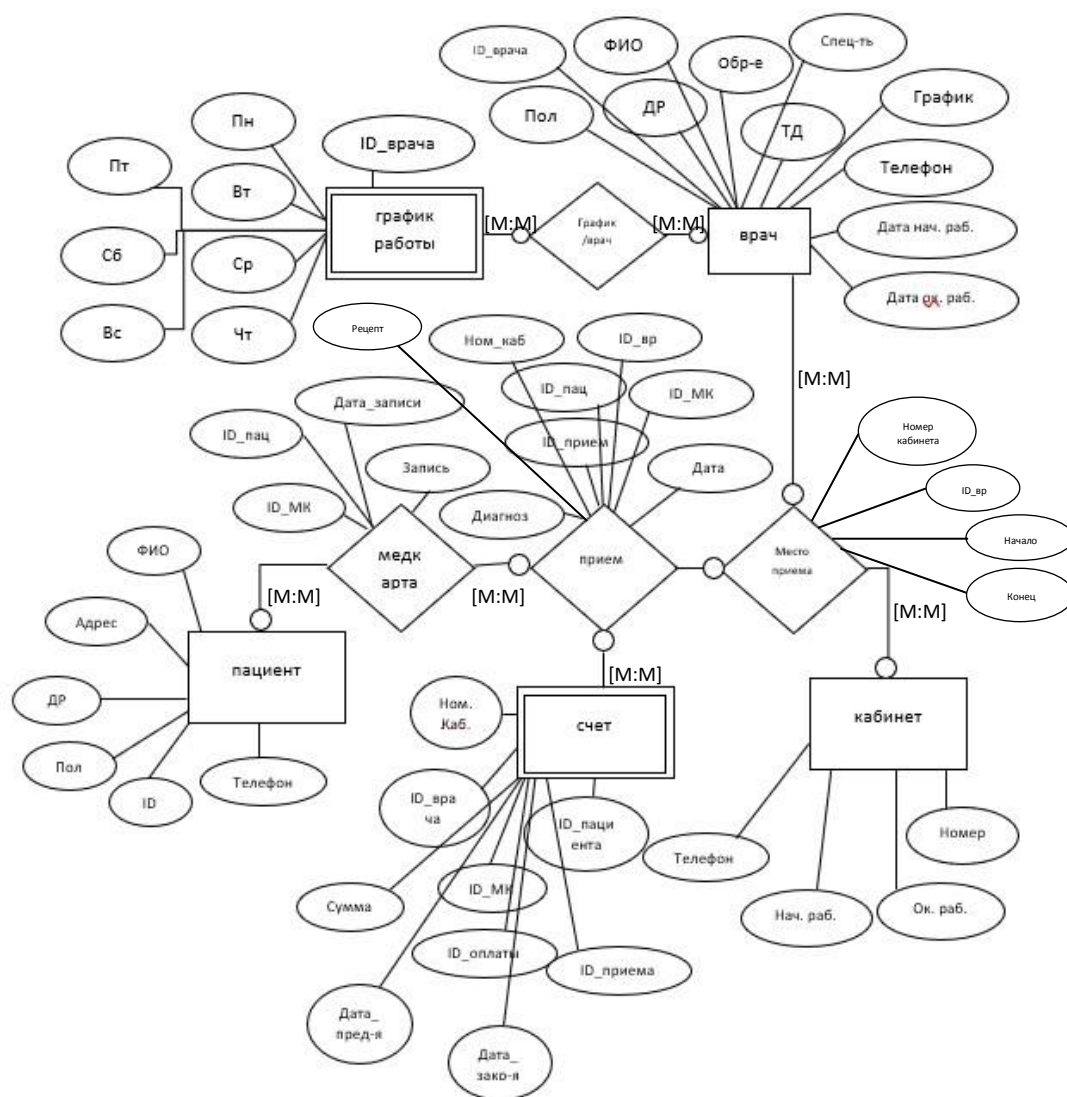 ID_врача
ФИО
Спец-ть
Обр-е
График
Пол
ДР
ТД
Телефон
Дата нач. раб.
Дата ок. раб.
Пн
ID_врача
Пт
Вт
график
работы
[М:М]
График
/врач
[М:М]
врач
Сб
Ср
Вс
Чт
Рецепт
Ном_каб
ID_вр
[М:М]
Дата_записи
ID_пац
ID_МК
ID_пац
ID_прием
Номер
кабинета
Запись
Дата
ID_вр
ID_МК
Диагноз
Начало
ФИО
медк
арта
прием
Место
приема
Конец
[М:М]
[М:М]
[М:М]
Адрес
пациент
[М:М]
ДР
Ном.
Каб.
счет
кабинет
Пол
Телефон
ID
ID_вра
ча
ID_паци
ента
Номер
Телефон
ID_МК
Сумма
Нач. раб.
Ок. раб.
ID_оплаты
ID_приема
Дата_
пред-я
Дата_
зако-я